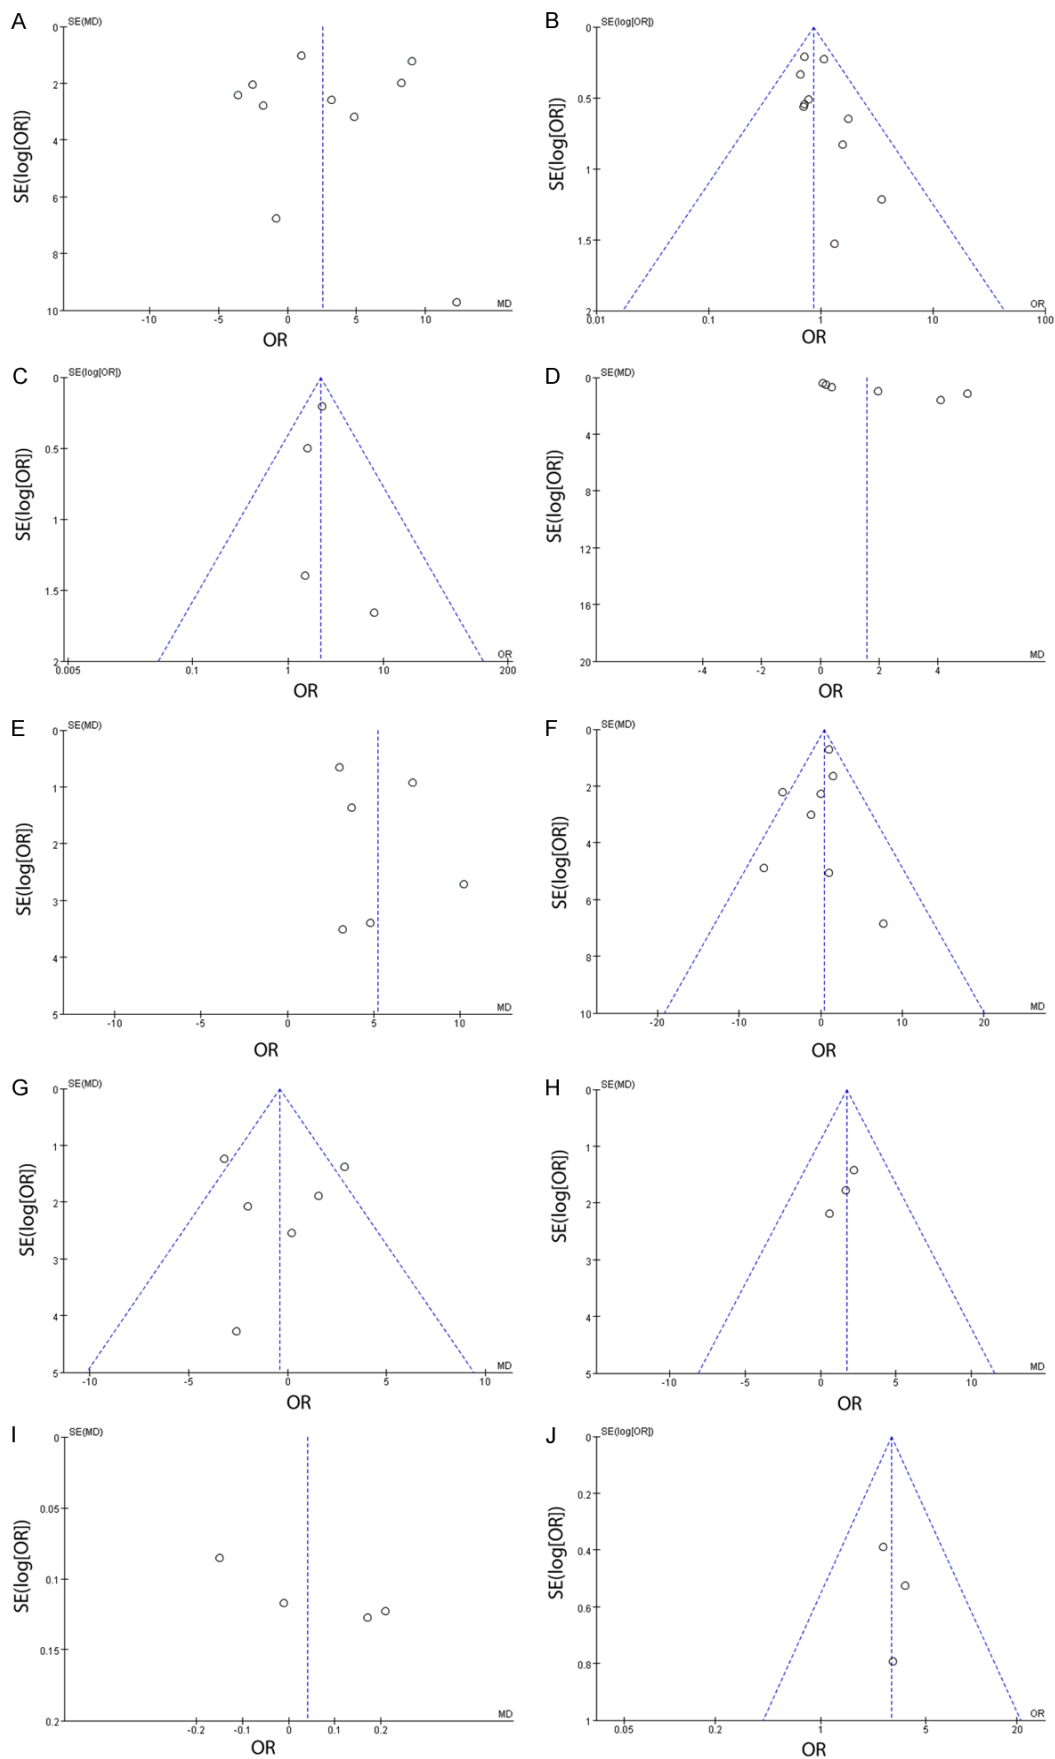 A
SE(MD)
0
2
4
6
8
10
SE(log[OR])
-10
-5
0
5
10
MD
OR
B
SE(log[OR])
0
0.5
1
1.5
2
SE(log[OR])
0.01
0.1
1
10
100
OR
OR
C
SE(log[OR])
0
0.5
1
1.5
2
SE(log[OR])
0.005
0.1
1
10
200
OR
OR
D
SE(MD)
0
4
8
12
16
20
SE(log[OR])
-4
-2
0
2
4
MD
OR
E
SE(MD)
0
1
2
3
4
5
SE(log[OR])
-10
-5
0
5
10
MD
OR
F
SE(MD)
0
2
4
6
8
10
SE(log[OR])
-20
-10
0
10
20
MD
OR
G
SE(MD)
0
1
2
3
4
5
SE(log[OR])
-10
-5
0
5
10
MD
OR
H
SE(MD)
0
1
2
3
4
5
SE(log[OR])
-10
-5
0
5
10
MD
OR
I
SE(MD)
0
0.05
0.1
0.15
0.2
SE(log[OR])
-0.2
-0.1
0
0.1
0.2
MD
OR
J
SE(log[OR])
0
0.2
0.4
0.6
0.8
1
SE(log[OR])
0.05
0.2
1
5
20
OR
OR